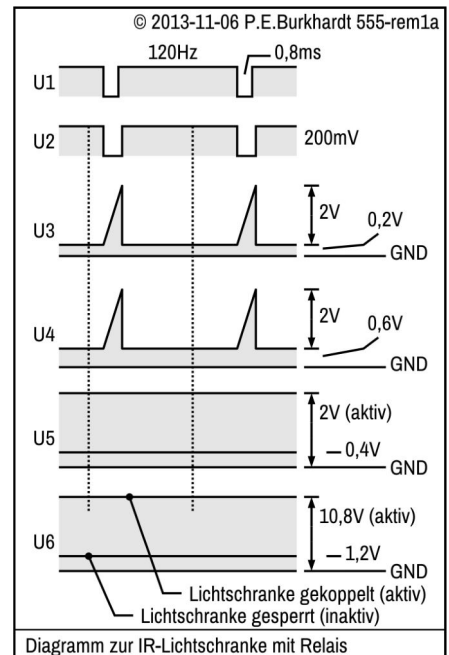 © 2013-11-06 P.E.Burkhardt 555-rem1a
120Hz 0,8ms
U1
U2 200mV
U3 2V 0,2V
GND
U4 2V 0,6V
GND
U5 2V (aktiv)
0,4V
GND
U6 10,8V (aktiv)
1,2V
GND
Lichtschranke gekoppelt (aktiv)
Lichtschranke gesperrt (inaktiv)
Diagramm zur IR-Lichtschranke mit Relais